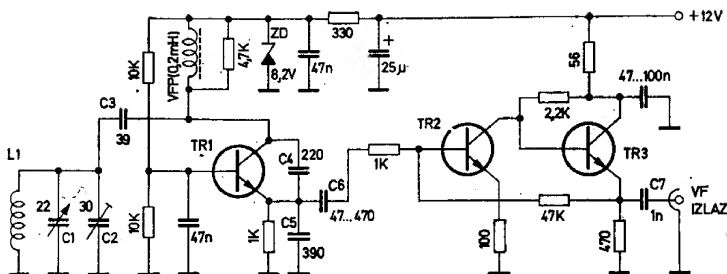 +12V
330
ZD
8,2V
4,7K
VFP(0,2mH)
10K
47n
+
25µ
56
47...100n
2,2K
C3
39
TR1
TR2
TR3
C4
220
L1
1K
C6
47...470
22
C1
30
C2
10K
47n
1K
C5
390
100
47K
470
C7
1n
VF
IZLAZ